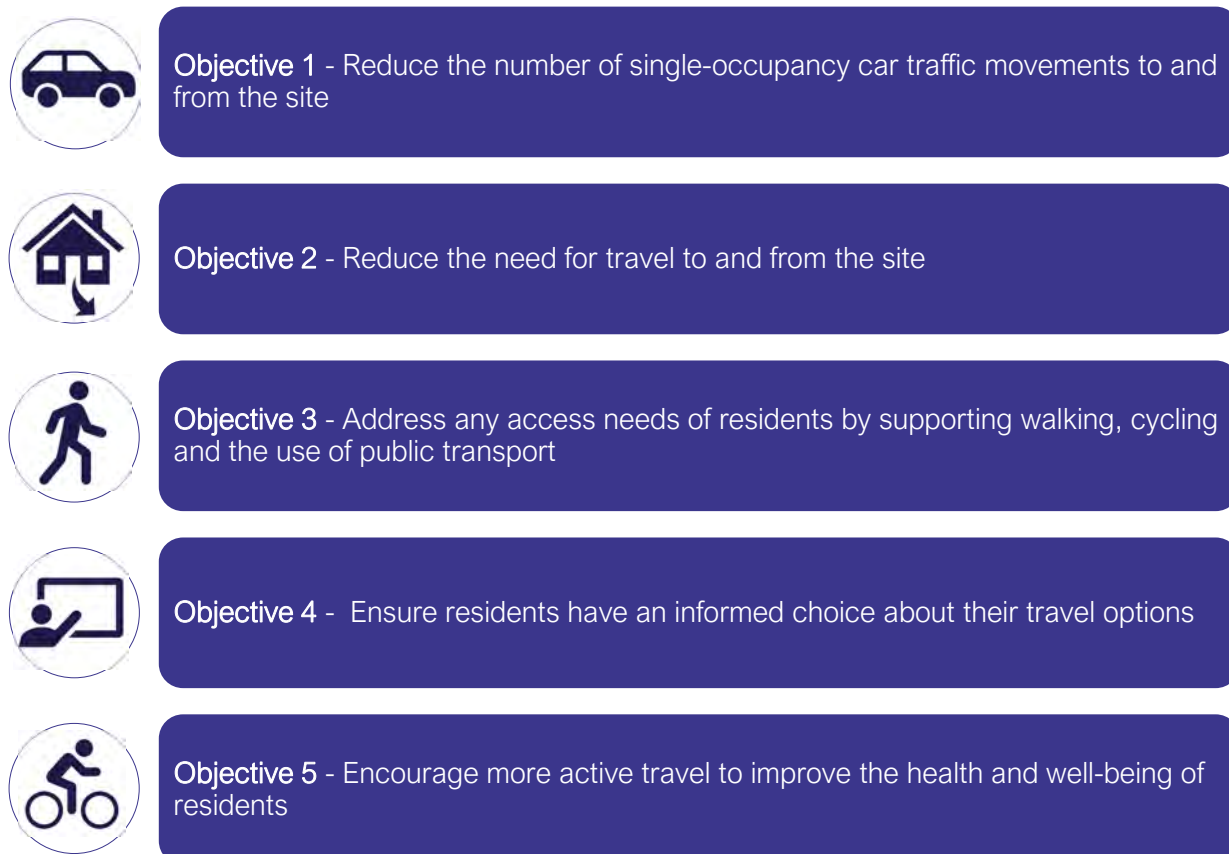 Objective 1 - Reduce the number of single-occupancy car traffic movements to and
from the site
Objective 2 - Reduce the need for travel to and from the site
Objective 3 - Address any access needs of residents by supporting walking, cycling
and the use of public transport
Objective 4 -  Ensure residents have an informed choice about their travel options
Objective 5 - Encourage more active travel to improve the health and well-being of
residents